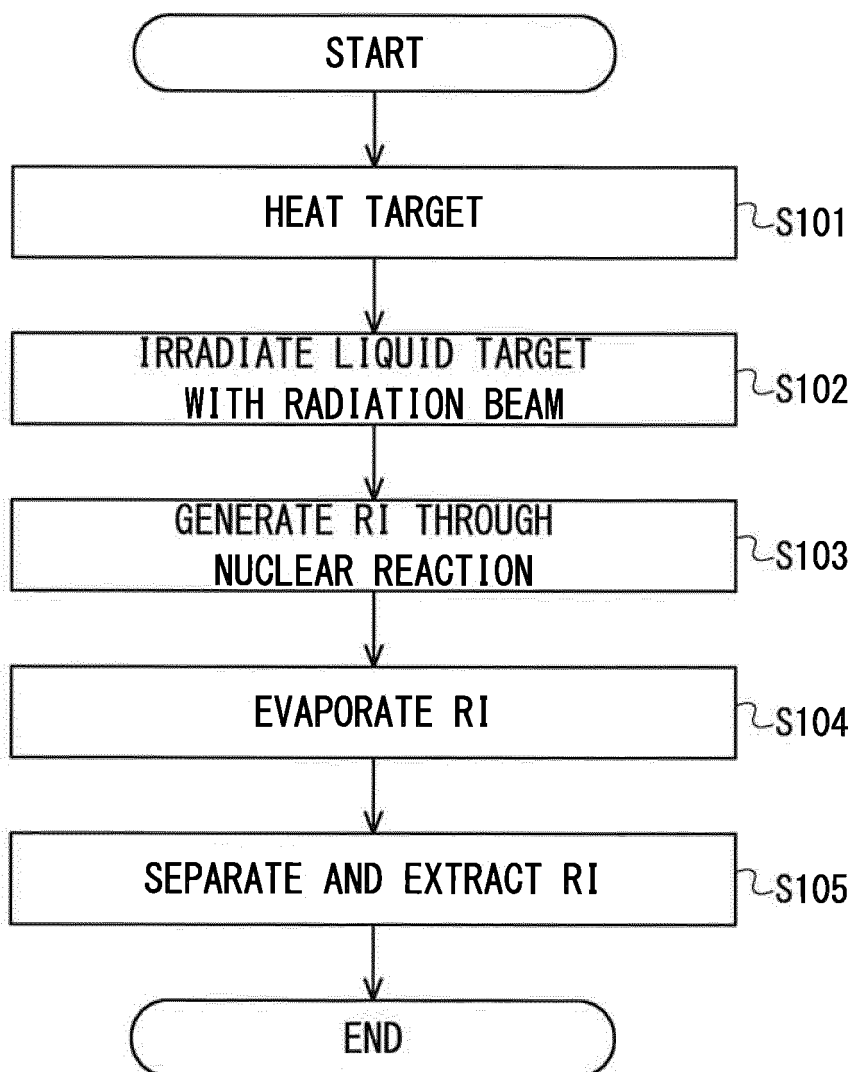 START
HEAT TARGET
S101
IRRADIATE LIQUID TARGET
WITH RADIATION BEAM
S102
GENERATE RI THROUGH
NUCLEAR REACTION
S103
EVAPORATE RI
S104
SEPARATE AND EXTRACT RI
S105
END